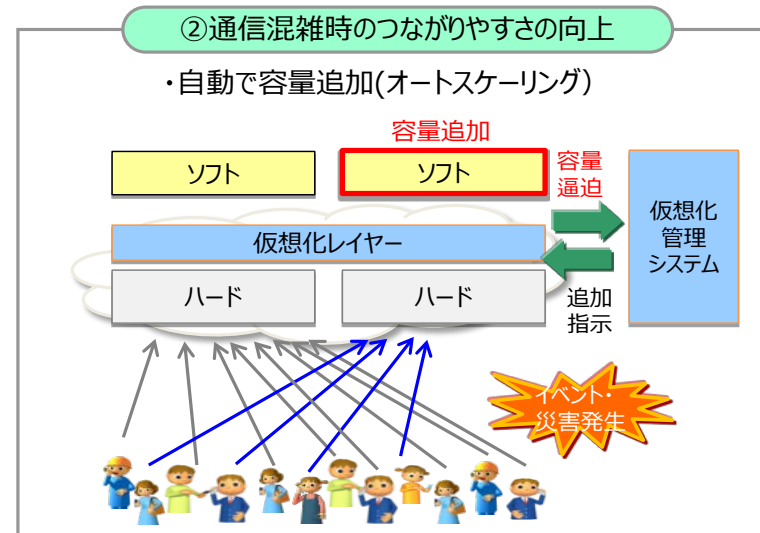 ②通信混雑時のつながりやすさの向上
・自動で容量追加(オートスケーリング)
容量追加
ソフト
ソフト
容量
逼迫
仮想化
管理
システム
仮想化レイヤー
ハード
ハード
追加
指示
イベント・
災害発生